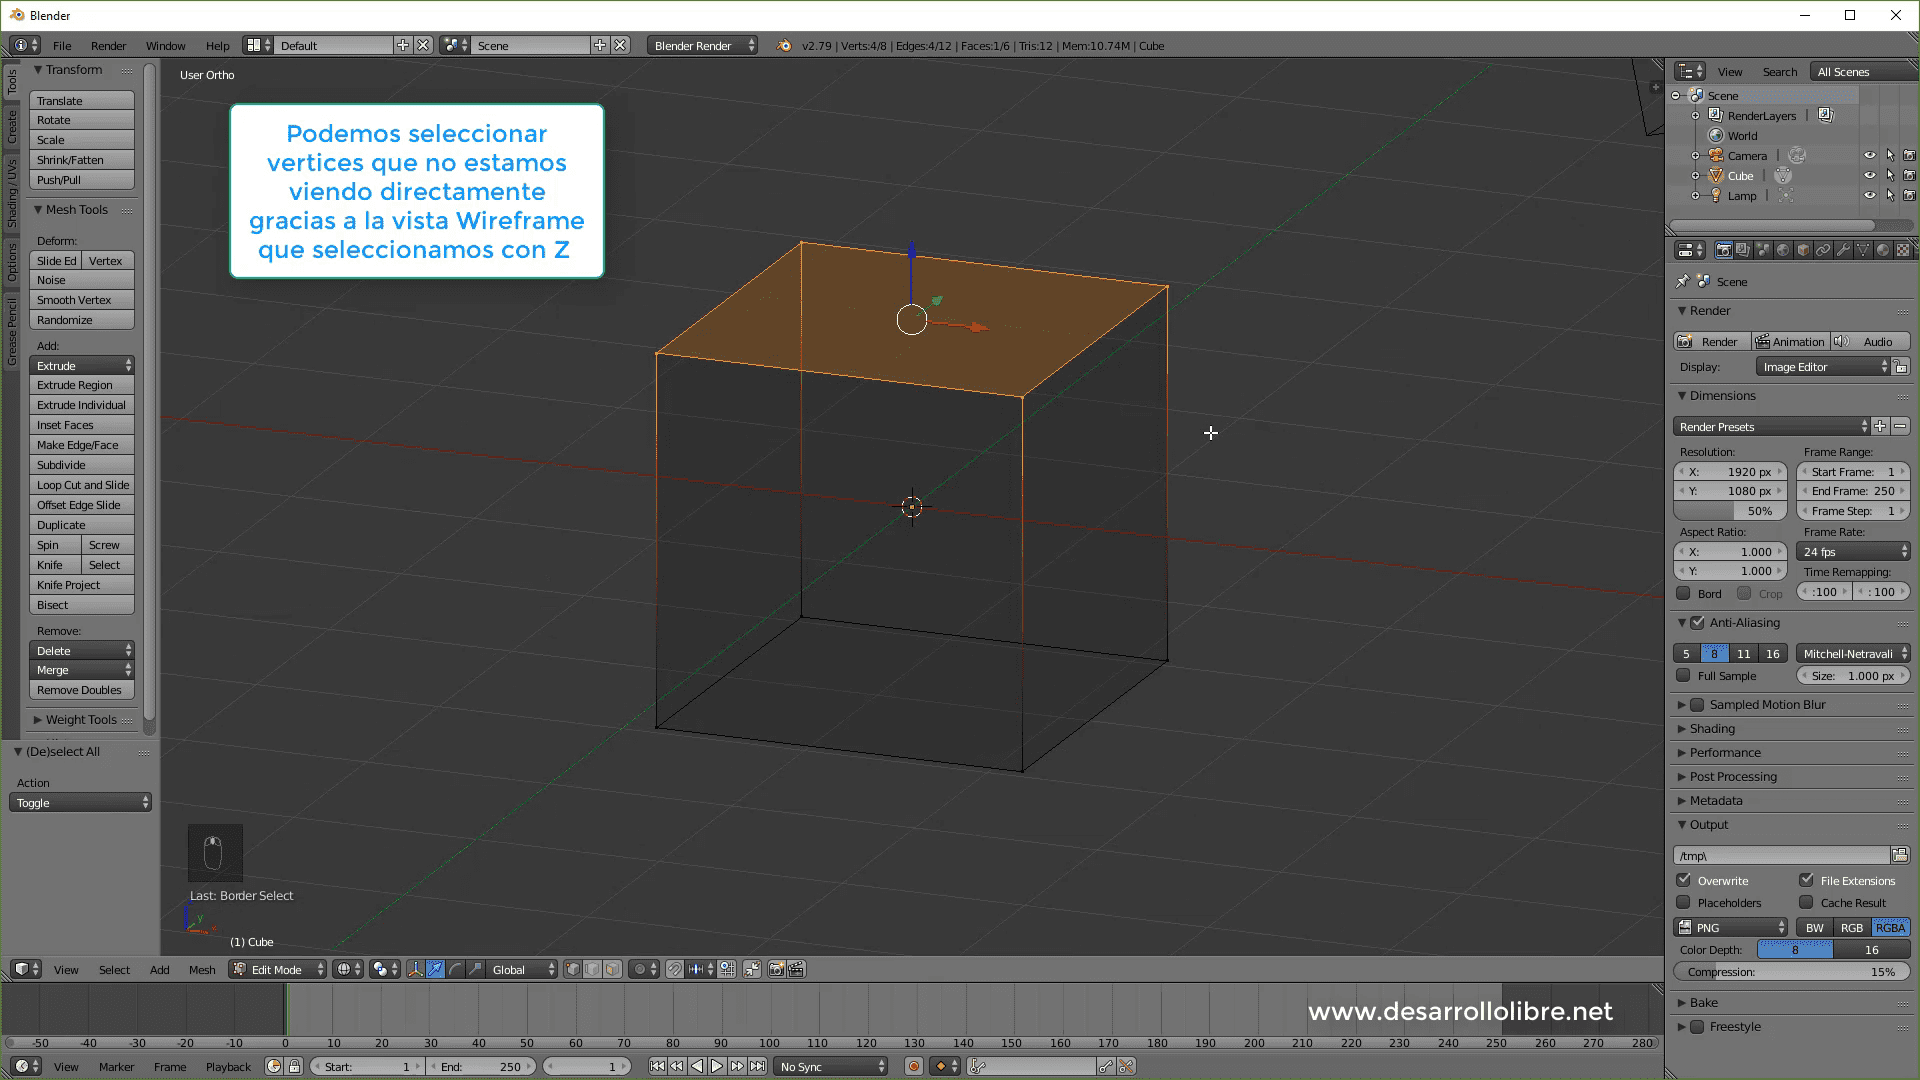 Blender
File Render Window Help Default Scene Blender Render v2.79 | Verts:4/8 | Edges:4/12 | Faces:1/6 | Tris:12 | Mem:10.74M | Cube
Tools
Create
Shading / UVs
Options
Grease Pencil
Transform
Translate
Rotate
Scale
Shrink/Fatten
Push/Pull
Mesh Tools
Deform:
Slide Ed Vertex
Noise
Smooth Vertex
Randomize
Add:
Extrude
Extrude Region
Extrude Individual
Inset Faces
Make Edge/Face
Subdivide
Loop Cut and Slide
Offset Edge Slide
Duplicate
Spin Screw
Knife Select
Knife Project
Bisect
Remove:
Delete
Merge
Remove Doubles
Weight Tools
(De)select All
Action
Toggle
User Ortho
Podemos seleccionar
vertices que no estamos
viendo directamente
gracias a la vista Wireframe
que seleccionamos con Z
Last: Border Select
y
(1) Cube
View Search All Scenes
Scene
RenderLayers |
World
Camera |
Cube |
Lamp |
Scene
Render
Render Animation Audio
Display: Image Editor
Dimensions
Render Presets
Resolution: Frame Range:
X: 1920 px Start Frame: 1
Y: 1080 px End Frame: 250
50% Frame Step: 1
Aspect Ratio: Frame Rate:
X: 1.000 24 fps
Y: 1.000 Time Remapping:
Bord Crop :100 : 100
Anti-Aliasing
5 8 11 16 Mitchell-Netravali
Full Sample Size: 1.000 px
Sampled Motion Blur
Shading
Performance
Post Processing
Metadata
Output
/tmp\
Overwrite File Extensions
Placeholders Cache Result
PNG BW RGB RGBA
Color Depth: 8 16
Compression: 15%
Bake
Freestyle
View Select Add Mesh Edit Mode Global
www.desarrollolibre.net
-50 -40 -30 -20 -10 0 10 20 30 40 50 60 70 80 90 100 110 120 130 140 150 160 170 180 190 200 210 220 230 240 250 260 270 280
View Marker Frame Playback Start: 1 End: 250 1 No Sync